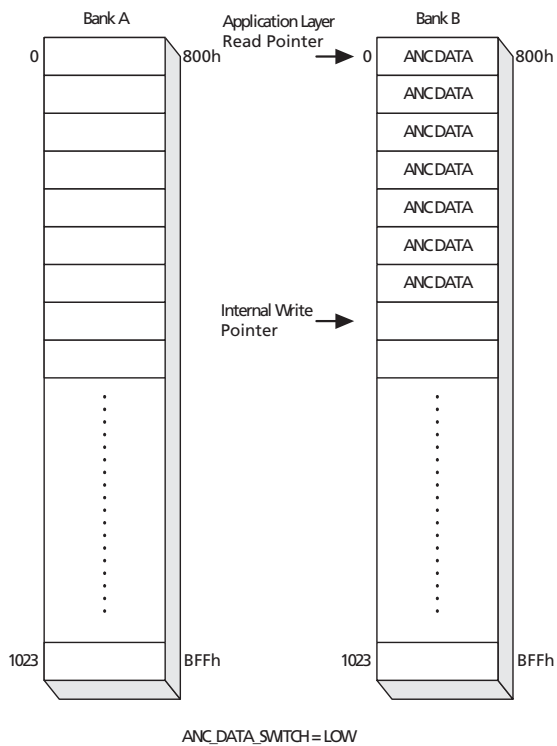 Bank A
0
800h
1023
BFFh
Application Layer
Read Pointer
Internal Write
Pointer
Bank B
0
800h
ANC DATA
ANC DATA
ANC DATA
ANC DATA
ANC DATA
ANC DATA
ANC DATA
1023
BFFh
ANC_DATA_SWITCH = LOW